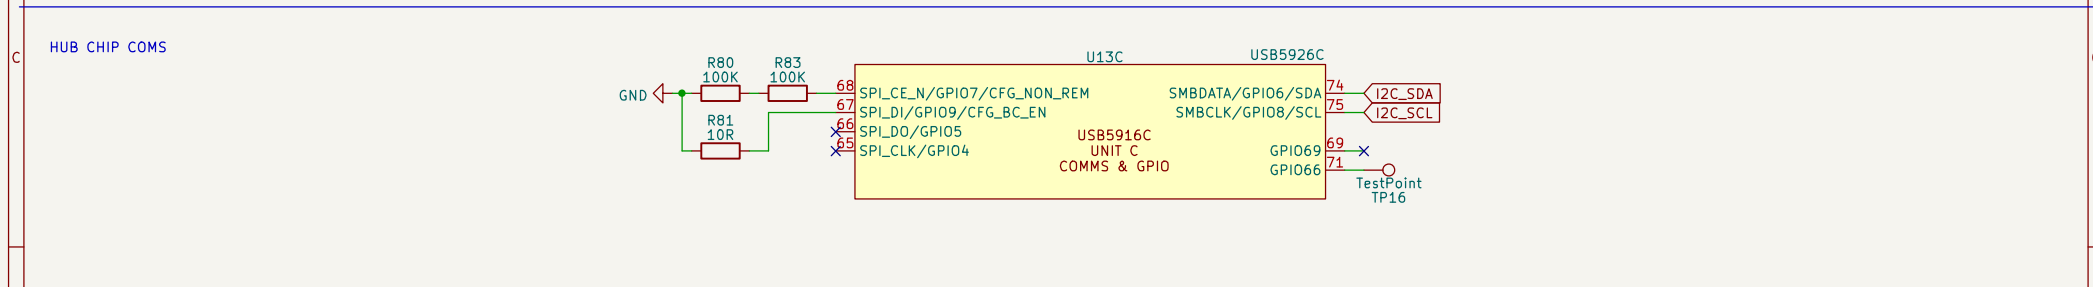 HUB CHIP COMS
C
GND
R80
100K
R83
100K
R81
10R
U13C
USB5926C
68
67
66
65
SPI_CE_N/GPIO7/CFG_NON_REM
SPI_DI/GPIO9/CFG_BC_EN
SPI_DO/GPIO5
SPI_CLK/GPIO4
USB5916C
UNIT C
COMMS & GPIO
SMBDATA/GPIO6/SDA
SMBCLK/GPIO8/SCL
GPIO69
GPIO66
74
75
69
71
I2C_SDA
I2C_SCL
TestPoint
TP16